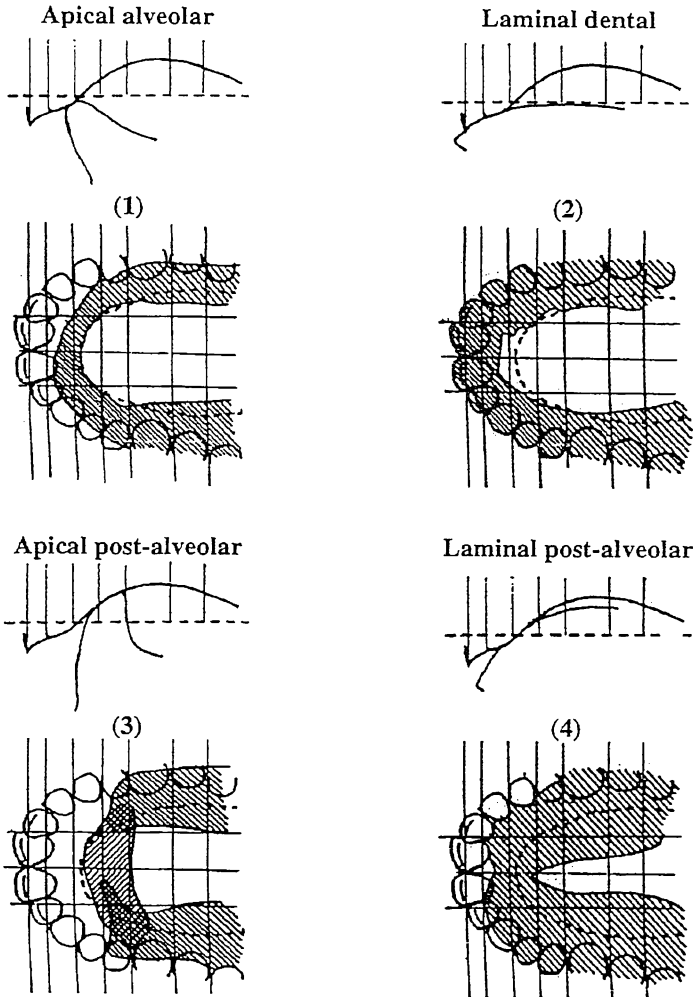 Apical alveolar
Laminal dental
(1)
(2)
Apical post-alveolar
Laminal post-alveolar
(3)
(4)